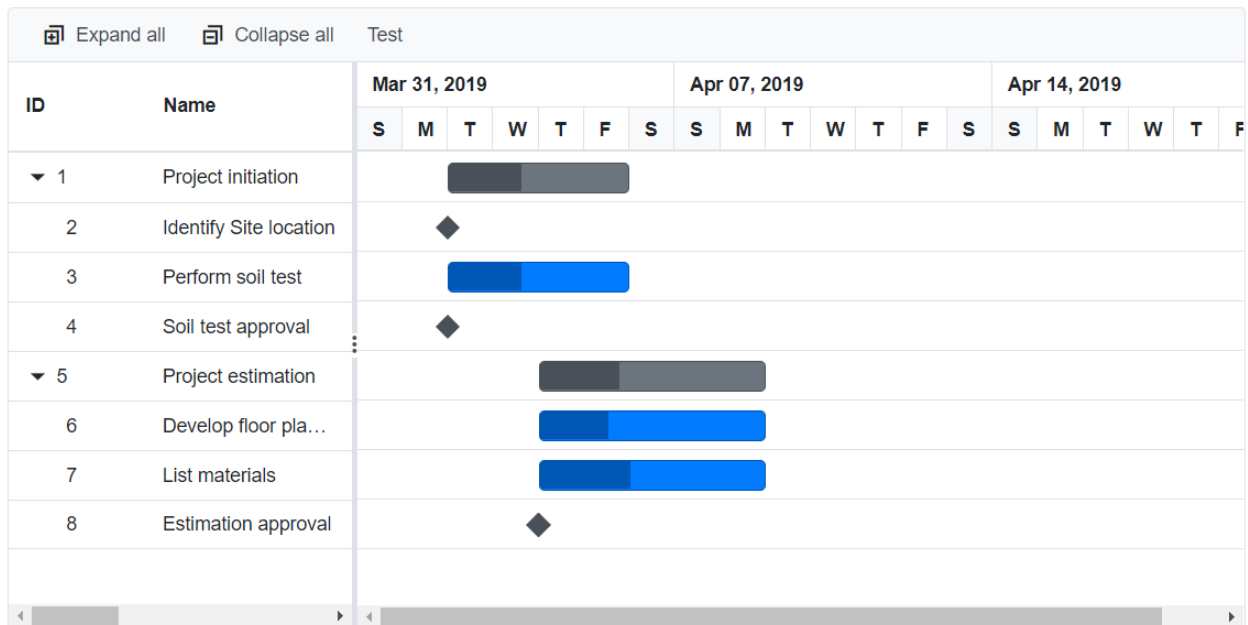 Expand all Collapse all Test
ID Name Mar 31, 2019 Apr 07, 2019 Apr 14, 2019
S M T W T F S S M T W T F S S M T W T F
1 Project initiation
2 Identify Site location
3 Perform soil test
4 Soil test approval
5 Project estimation
6 Develop floor pla…
7 List materials
8 Estimation approval